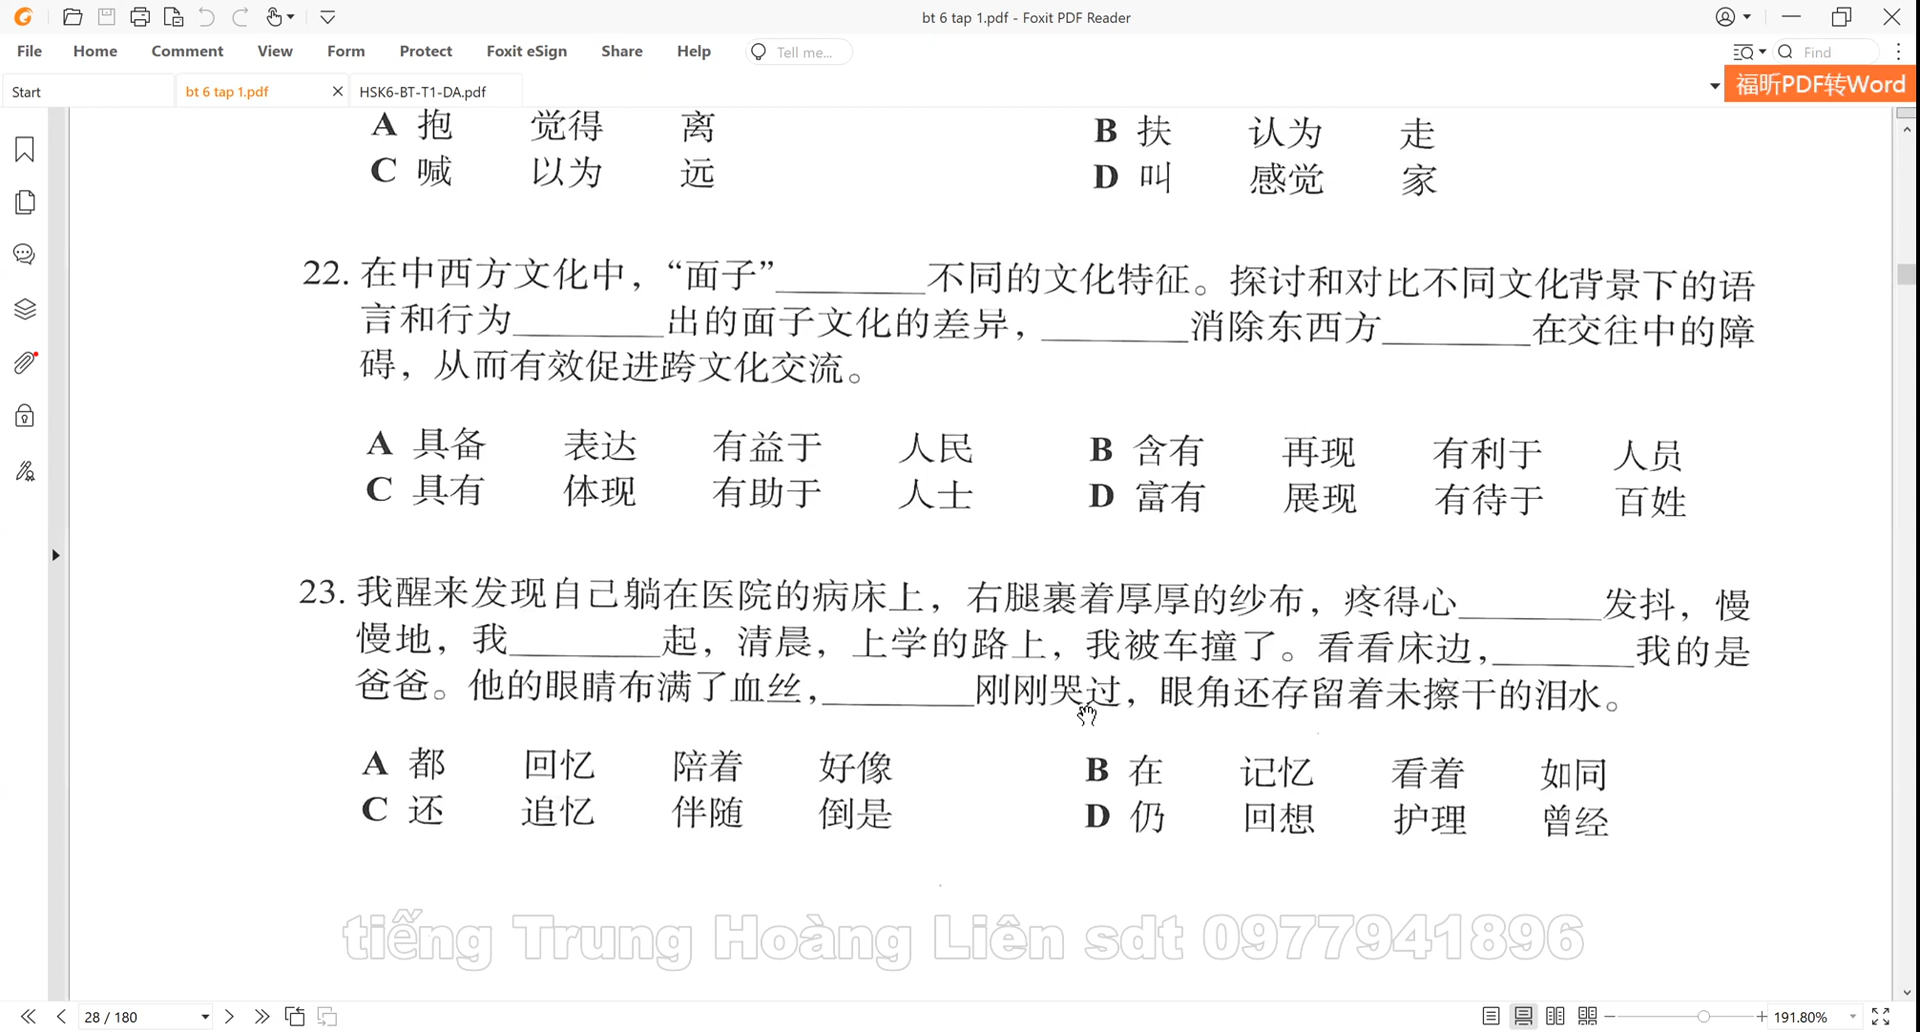 bt 6 tap 1.pdf - Foxit PDF Reader
File Home Comment View Form Protect Foxit eSign Share Help Tell me... Find
Start bt 6 tap 1.pdf HSK6-BT-T1-DA.pdf 福昕PDF转Word
A 抱 觉得 离 B 扶 认为 走
C 喊 以为 远 D 叫 感觉 家
22. 在中西方文化中，“面子”________不同的文化特征。探讨和对比不同文化背景下的语
言和行为________出的面子文化的差异，________消除东西方________在交往中的障
碍，从而有效促进跨文化交流。
A 具备 表达 有益于 人民 B 含有 再现 有利于 人员
C 具有 体现 有助于 人士 D 富有 展现 有待于 百姓
23. 我醒来发现自己躺在医院的病床上，右腿裹着厚厚的纱布，疼得心________发抖，慢
慢地，我________起，清晨，上学的路上，我被车撞了。看看床边,________我的是
爸爸。他的眼睛布满了血丝,________刚刚哭过，眼角还存留着未擦干的泪水。
A 都 回忆 陪着 好像 B 在 记忆 看着 如同
C 还 追忆 伴随 倒是 D 仍 回想 护理 曾经
tiếng Trung Hoàng Liên sdt 0977941896
28 / 180 191.80%